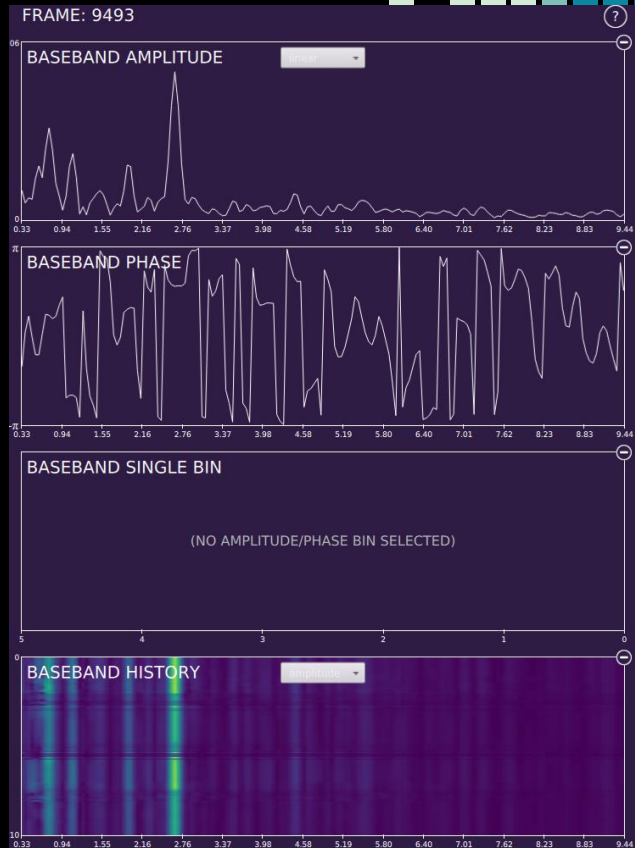 FRAME: 9493
?
06
BASEBAND AMPLITUDE
linear
0
0.33 0.94 1.55 2.16 2.76 3.37 3.98 4.58 5.19 5.80 6.40 7.01 7.62 8.23 8.83 9.44
π
BASEBAND PHASE
-π
0.33 0.94 1.55 2.16 2.76 3.37 3.98 4.58 5.19 5.80 6.40 7.01 7.62 8.23 8.83 9.44
BASEBAND SINGLE BIN
(NO AMPLITUDE/PHASE BIN SELECTED)
5 4 3 2 1 0
0
BASEBAND HISTORY
amplitude
10
0.33 0.94 1.55 2.16 2.76 3.37 3.98 4.58 5.19 5.80 6.40 7.01 7.62 8.23 8.83 9.44